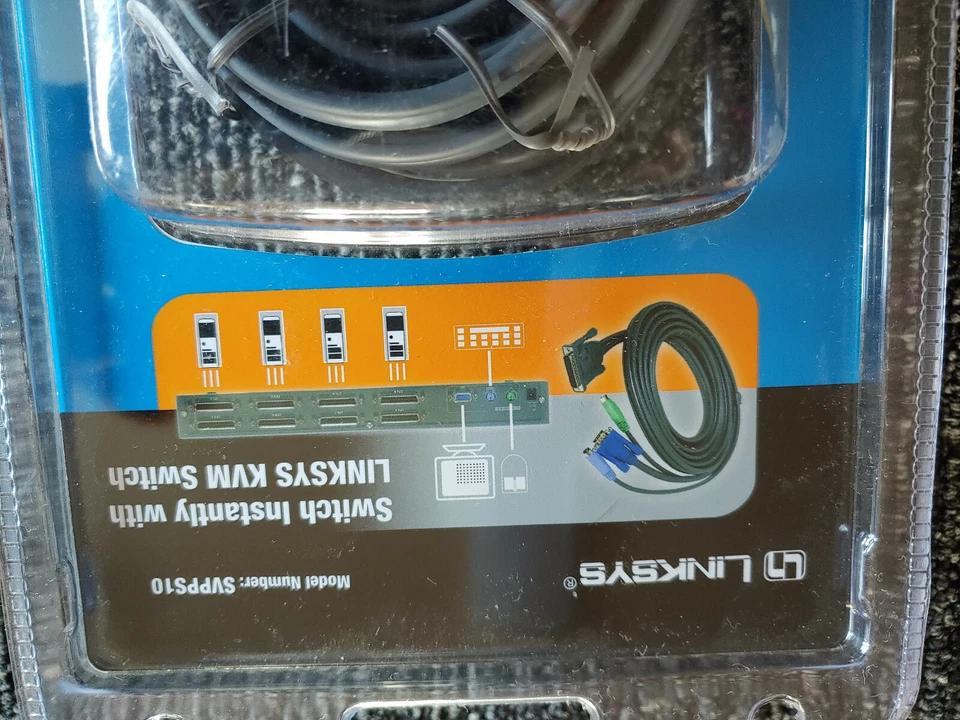 LINKSYS®
Model Number: SVPPS10
Switch Instantly with
LINKSYS KVM Switch